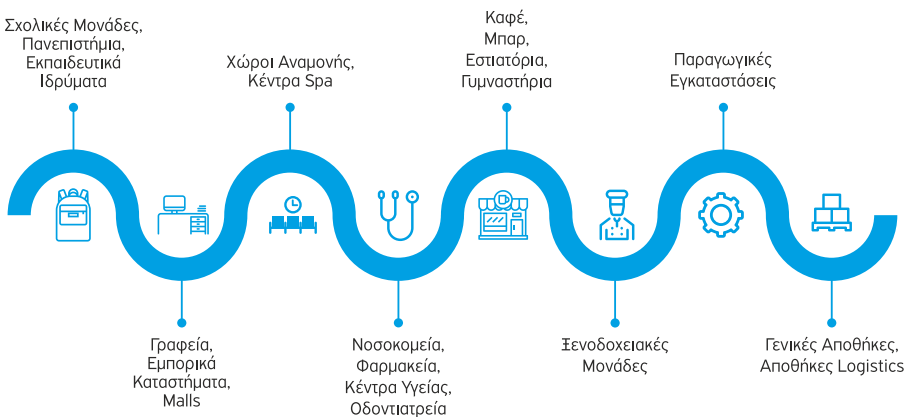 Σχολικές Μονάδες,
Πανεπιστήμια,
Εκπαιδευτικά
Ιδρύματα
Γραφεία,
Εμπορικά
Καταστήματα,
Malls
Χώροι Αναμονής,
Κέντρα Spa
Νοσοκομεία,
Φαρμακεία,
Κέντρα Υγείας,
Οδοντιατρεία
Καφέ,
Μπαρ,
Εστιατόρια,
Γυμναστήρια
Ξενοδοχειακές
Μονάδες
Παραγωγικές
Εγκαταστάσεις
Γενικές Αποθήκες,
Αποθήκες Logistics